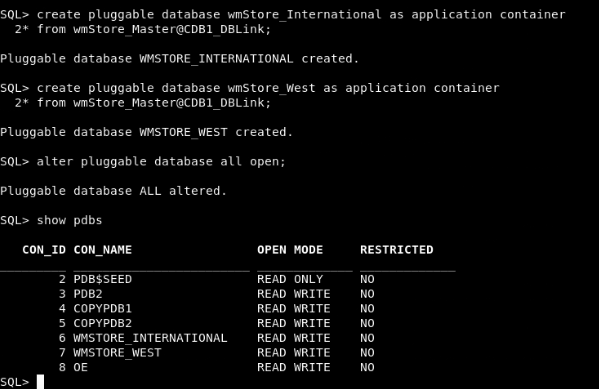 SQL> create pluggable database wmStore_International as application container
  2* from wmStore_Master@CDB1_DBLink;
Pluggable database WMSTORE_INTERNATIONAL created.
SQL> create pluggable database wmStore_West as application container
  2* from wmStore_Master@CDB1_DBLink;
Pluggable database WMSTORE_WEST created.
SQL> alter pluggable database all open;
Pluggable database ALL altered.
SQL> show pdbs
   CON_ID CON_NAME                 OPEN MODE     RESTRICTED
_________ ________________________ _____________ _____________
        2 PDB$SEED                 READ ONLY     NO
        3 PDB2                     READ WRITE    NO
        4 COPYPDB1                 READ WRITE    NO
        5 COPYPDB2                 READ WRITE    NO
        6 WMSTORE_INTERNATIONAL    READ WRITE    NO
        7 WMSTORE_WEST             READ WRITE    NO
        8 OE                       READ WRITE    NO
SQL>